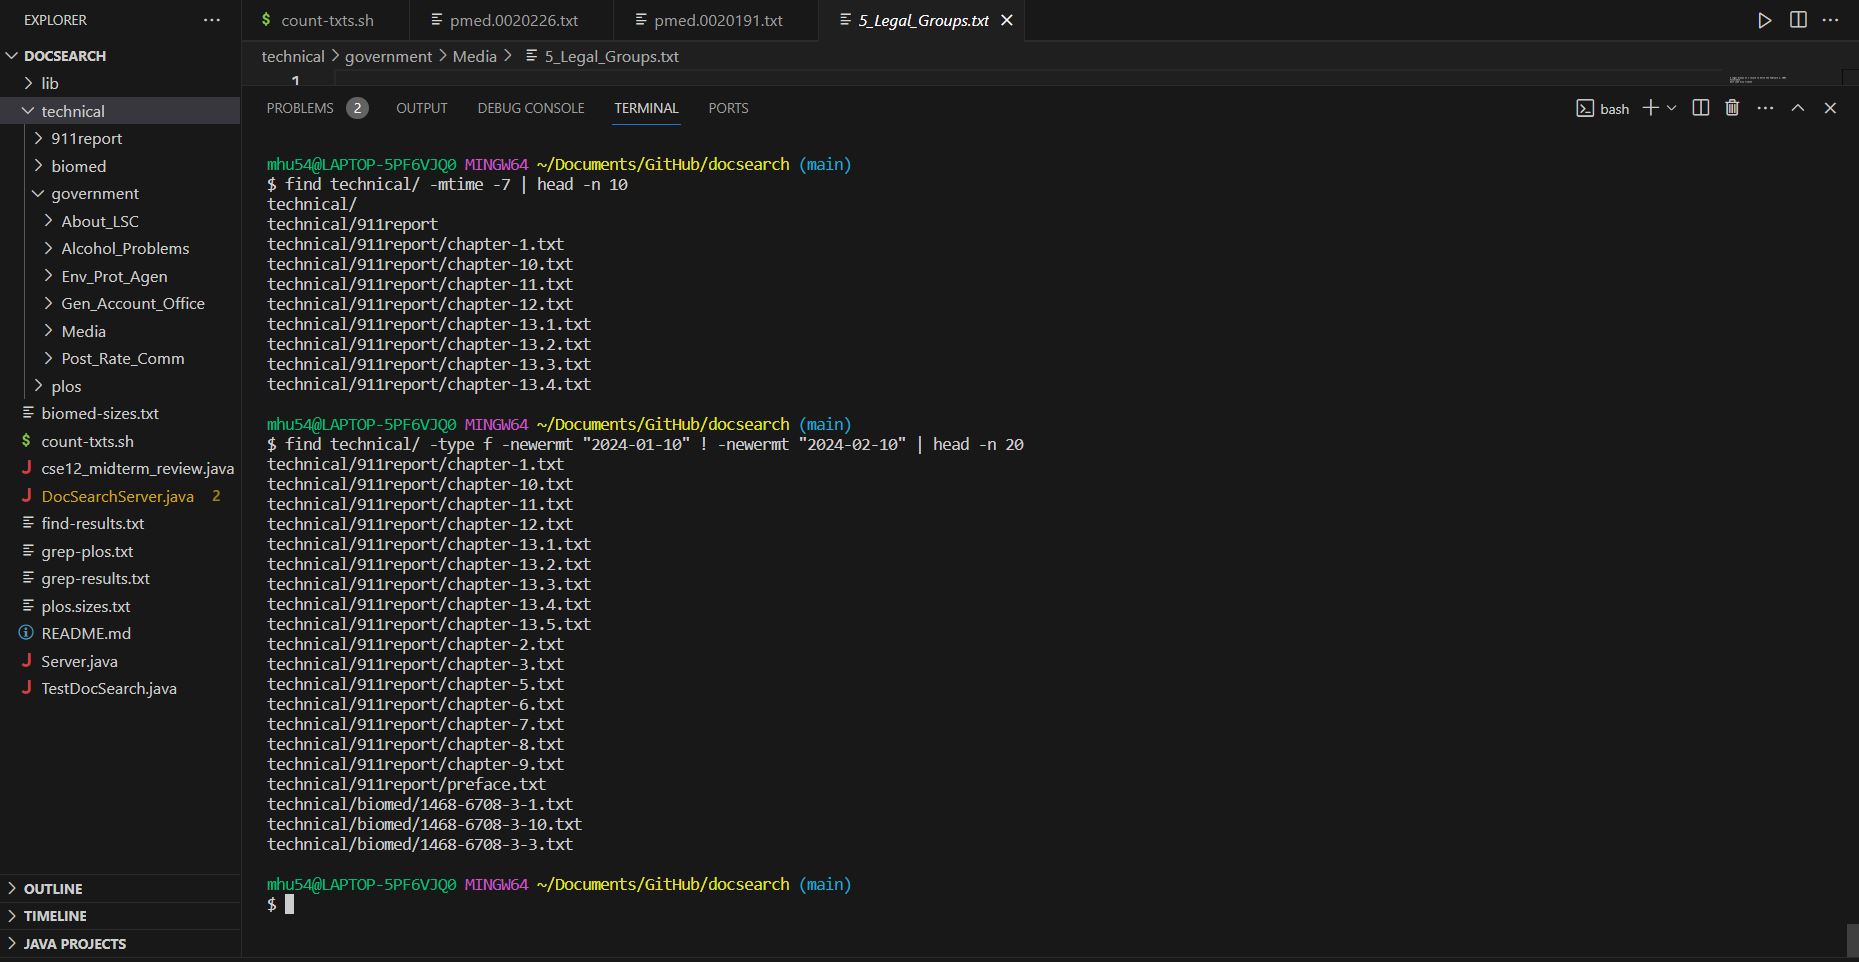 EXPLORER
DOCSEARCH
lib
technical
911report
biomed
government
About_LSC
Alcohol_Problems
Env_Prot_Agen
Gen_Account_Office
Media
Post_Rate_Comm
plos
biomed-sizes.txt
count-txts.sh
cse12_midterm_review.java
DocSearchServer.java 2
find-results.txt
grep-plos.txt
grep-results.txt
plos.sizes.txt
README.md
Server.java
TestDocSearch.java
OUTLINE
TIMELINE
JAVA PROJECTS
count-txts.sh pmed.0020226.txt pmed.0020191.txt 5_Legal_Groups.txt
technical > government > Media > 5_Legal_Groups.txt
1
PROBLEMS 2 OUTPUT DEBUG CONSOLE TERMINAL PORTS bash
mhu54@LAPTOP-5PF6VJQ0 MINGW64 ~/Documents/GitHub/docsearch (main)
$ find technical/ -mtime -7 | head -n 10
technical/
technical/911report
technical/911report/chapter-1.txt
technical/911report/chapter-10.txt
technical/911report/chapter-11.txt
technical/911report/chapter-12.txt
technical/911report/chapter-13.1.txt
technical/911report/chapter-13.2.txt
technical/911report/chapter-13.3.txt
technical/911report/chapter-13.4.txt
mhu54@LAPTOP-5PF6VJQ0 MINGW64 ~/Documents/GitHub/docsearch (main)
$ find technical/ -type f -newermt "2024-01-10" ! -newermt "2024-02-10" | head -n 20
technical/911report/chapter-1.txt
technical/911report/chapter-10.txt
technical/911report/chapter-11.txt
technical/911report/chapter-12.txt
technical/911report/chapter-13.1.txt
technical/911report/chapter-13.2.txt
technical/911report/chapter-13.3.txt
technical/911report/chapter-13.4.txt
technical/911report/chapter-13.5.txt
technical/911report/chapter-2.txt
technical/911report/chapter-3.txt
technical/911report/chapter-5.txt
technical/911report/chapter-6.txt
technical/911report/chapter-7.txt
technical/911report/chapter-8.txt
technical/911report/chapter-9.txt
technical/911report/preface.txt
technical/biomed/1468-6708-3-1.txt
technical/biomed/1468-6708-3-10.txt
technical/biomed/1468-6708-3-3.txt
mhu54@LAPTOP-5PF6VJQ0 MINGW64 ~/Documents/GitHub/docsearch (main)
$